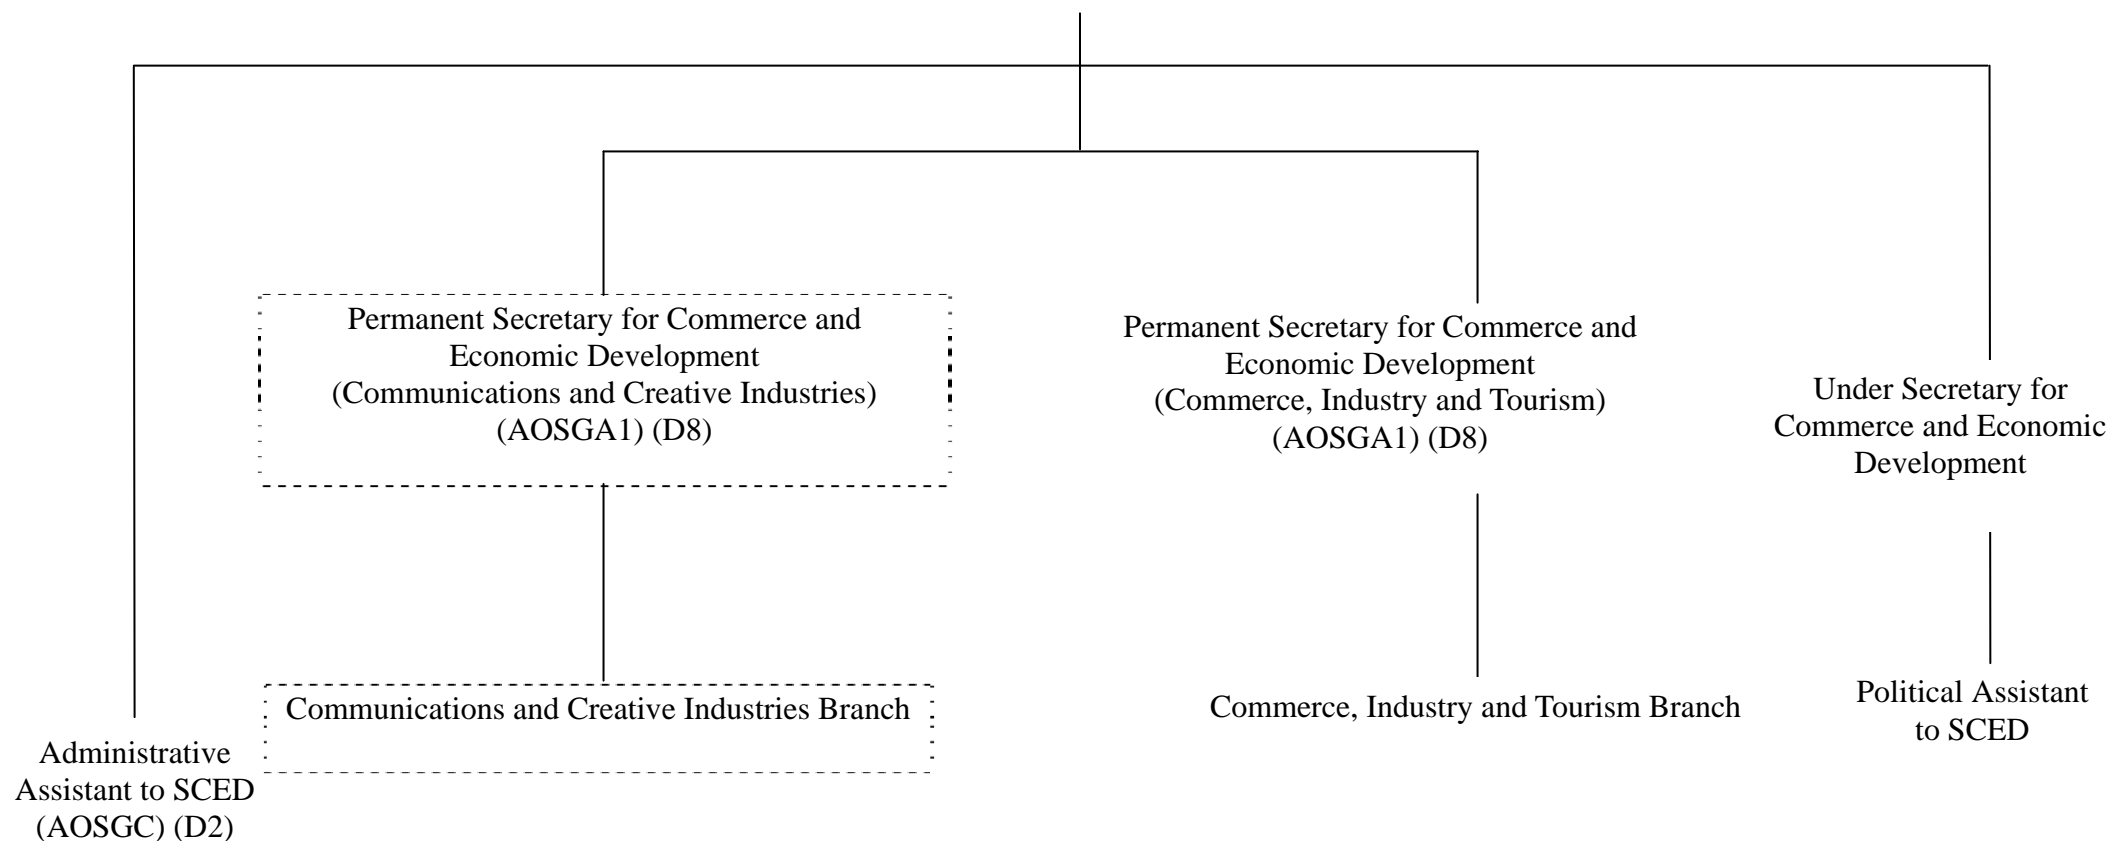 Permanent Secretary for Commerce and
Economic Development
(Communications and Creative Industries)
(AOSGA1) (D8)
Permanent Secretary for Commerce and
Economic Development
(Commerce, Industry and Tourism)
(AOSGA1) (D8)
Under Secretary for
Commerce and Economic
Development
Communications and Creative Industries Branch
Commerce, Industry and Tourism Branch
Political Assistant
to SCED
Administrative
Assistant to SCED
(AOSGC) (D2)